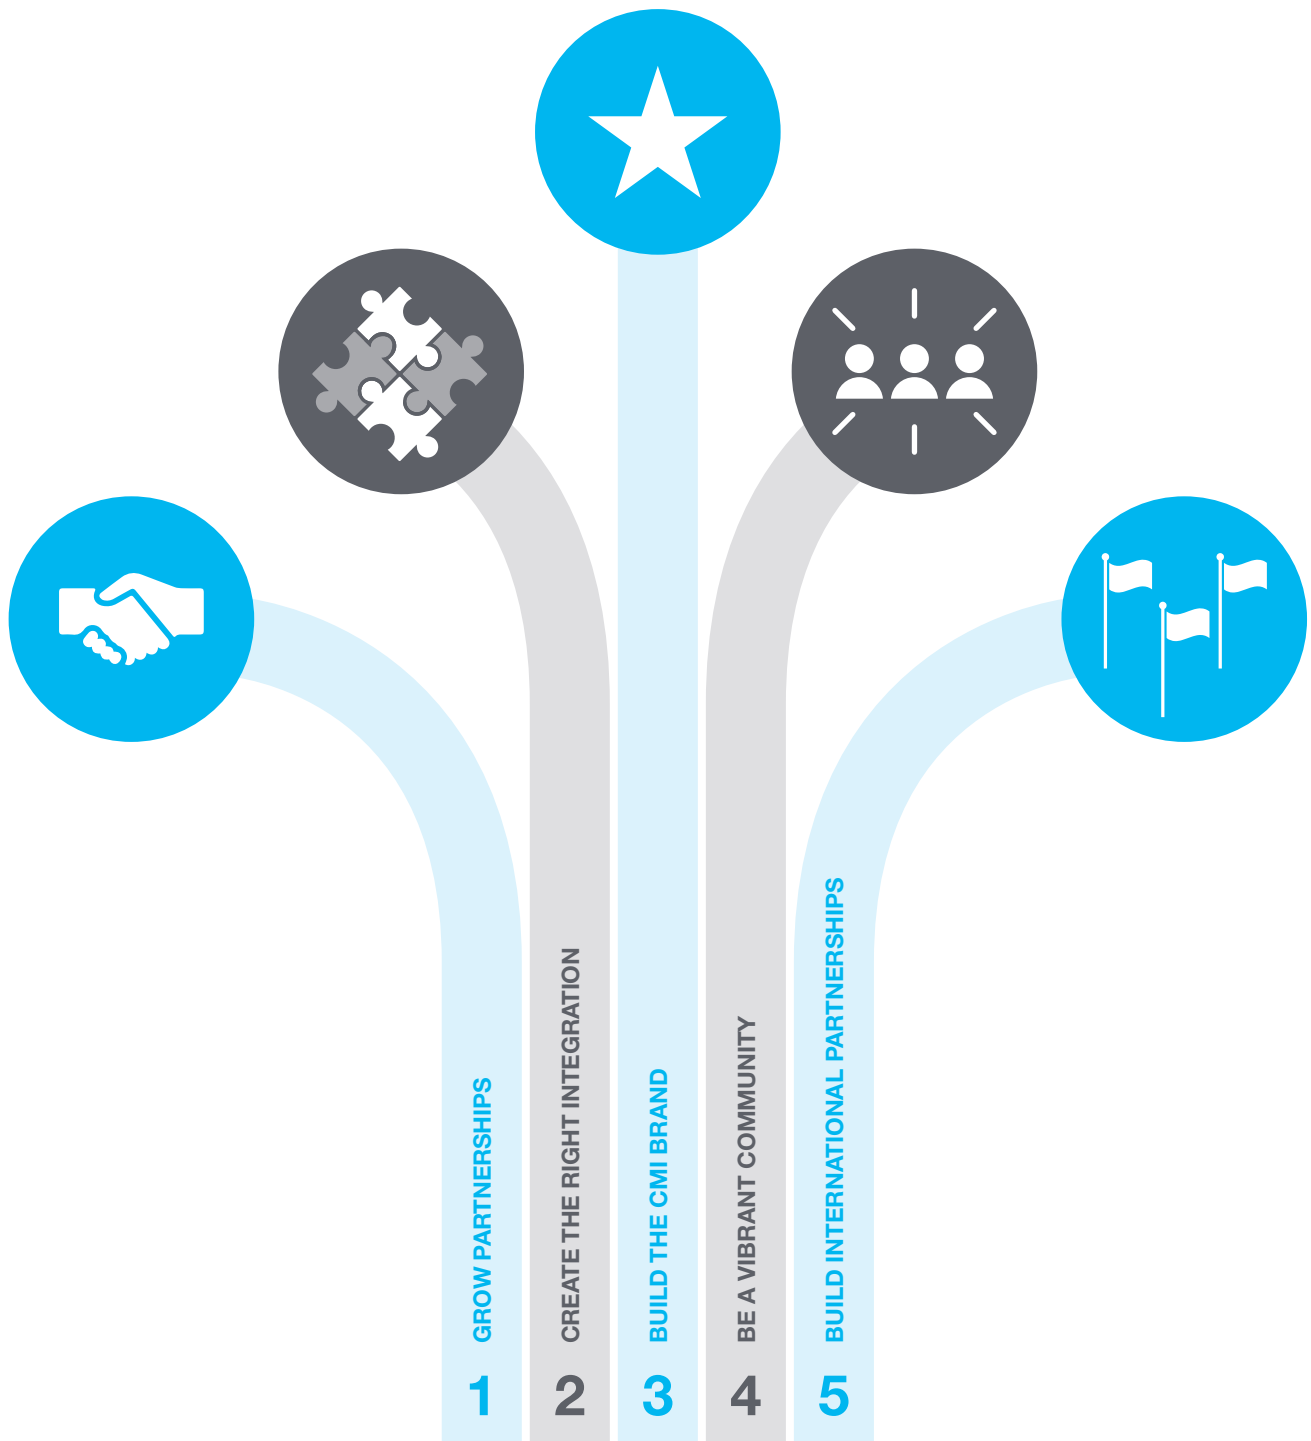 GROW PARTNERSHIPS
1
CREATE THE RIGHT INTEGRATION
2
BUILD THE CMI BRAND
3
BE A VIBRANT COMMUNITY
4
BUILD INTERNATIONAL PARTNERSHIPS
5